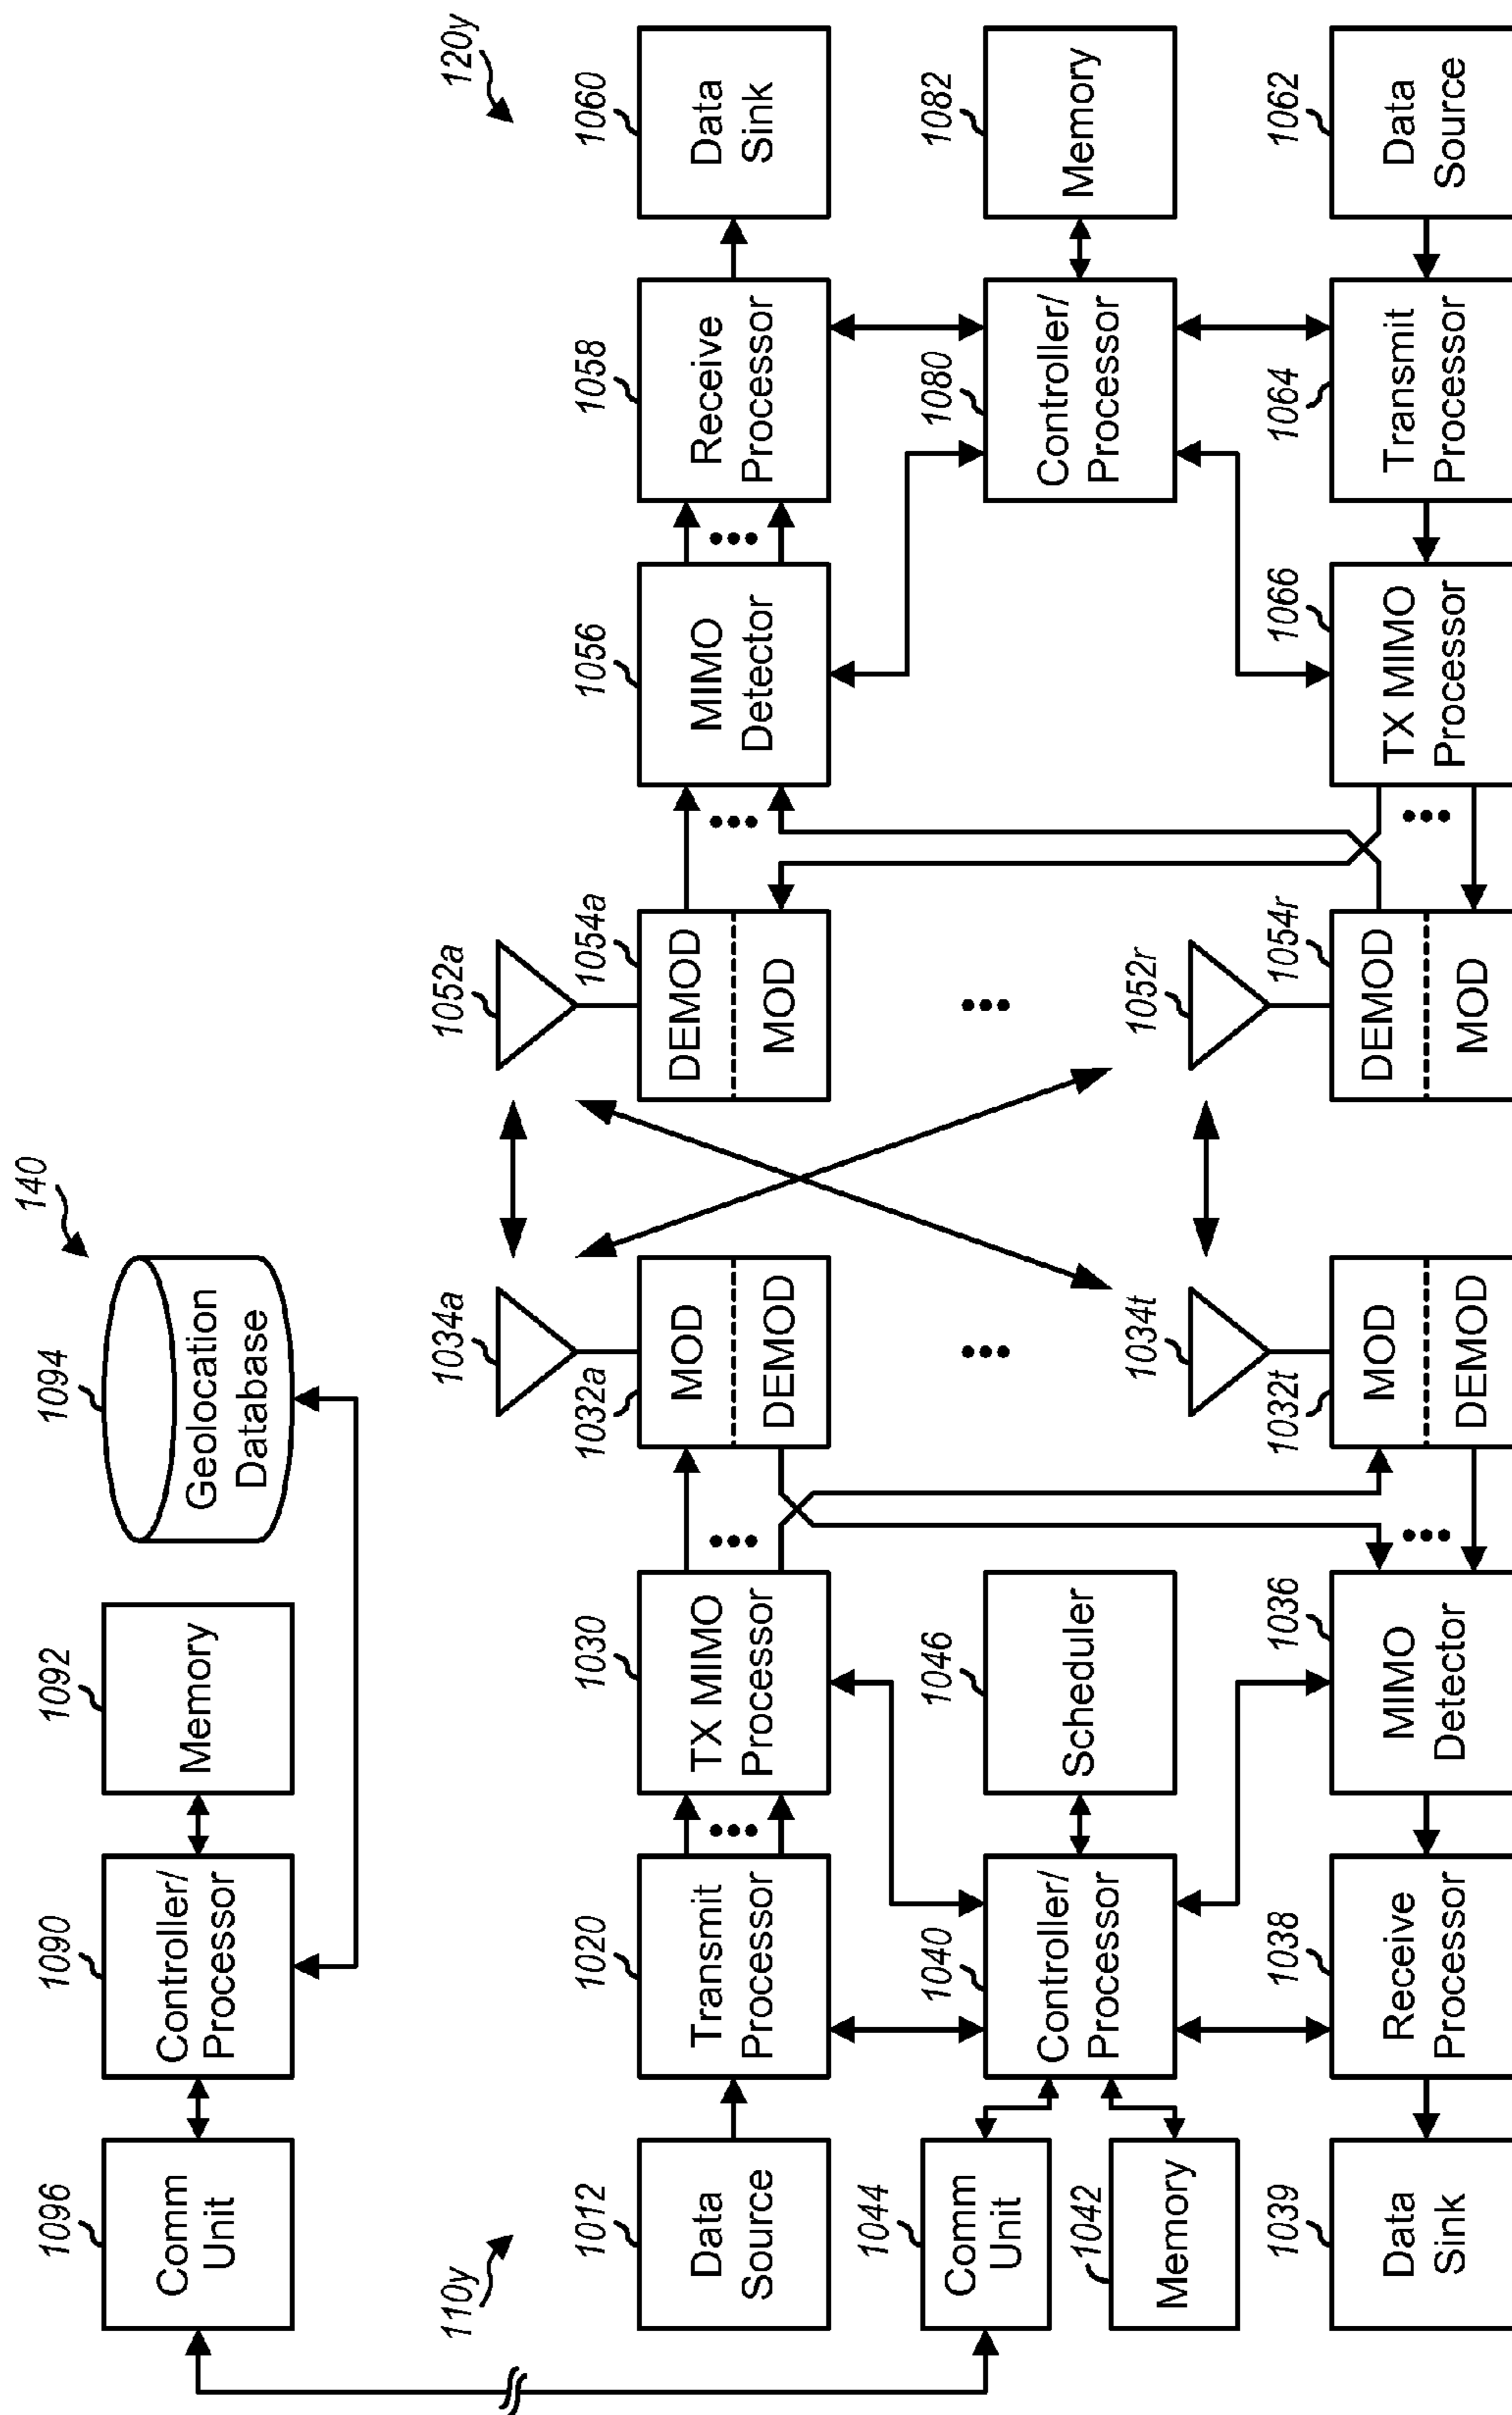 140
1096
Comm
Unit
1090
Controller/
Processor
1092
Memory
1094
Geolocation
Database
110y
1012
Data
Source
1020
Transmit
Processor
1030
TX MIMO
Processor
1032a
MOD
DEMOD
1034a
1044
Comm
Unit
1042
Memory
1040
Controller/
Processor
1046
Scheduler
1039
Data
Sink
1038
Receive
Processor
1036
MIMO
Detector
1032t
MOD
DEMOD
1034t
120y
1052a
1054a
DEMOD
MOD
1056
MIMO
Detector
1058
Receive
Processor
1060
Data
Sink
1080
Controller/
Processor
1082
Memory
1052r
1054r
DEMOD
MOD
1066
TX MIMO
Processor
1064
Transmit
Processor
1062
Data
Source